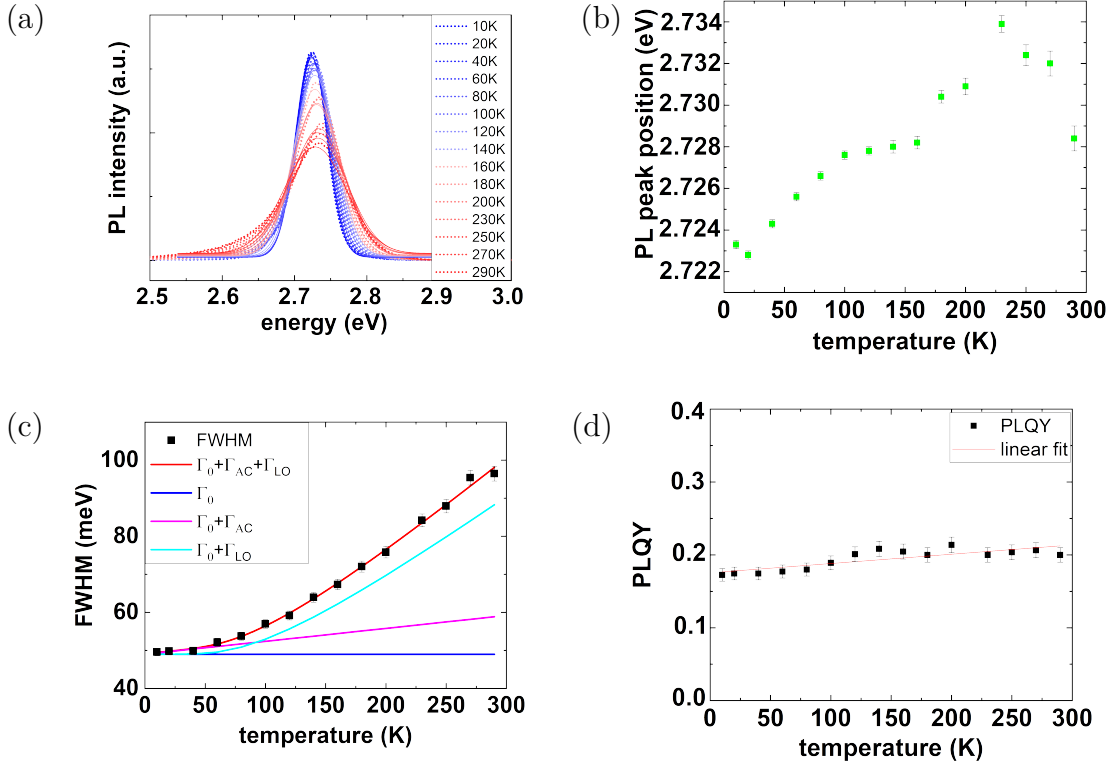 (a)
PL intensity (a.u.)
10K
20K
40K
60K
80K
100K
120K
140K
160K
180K
200K
230K
250K
270K
290K
2.5 2.6 2.7 2.8 2.9 3.0
energy (eV)
(b)
PL peak position (eV)
2.734
2.732
2.730
2.728
2.726
2.724
2.722
0 50 100 150 200 250 300
temperature (K)
(c)
FWHM (meV)
100
80
60
40
FWHM
Γ0+ΓAC+ΓLO
Γ0
Γ0+ΓAC
Γ0+ΓLO
0 50 100 150 200 250 300
temperature (K)
(d)
PLQY
0.4
0.3
0.2
0.1
0.0
PLQY
linear fit
0 50 100 150 200 250 300
temperature (K)